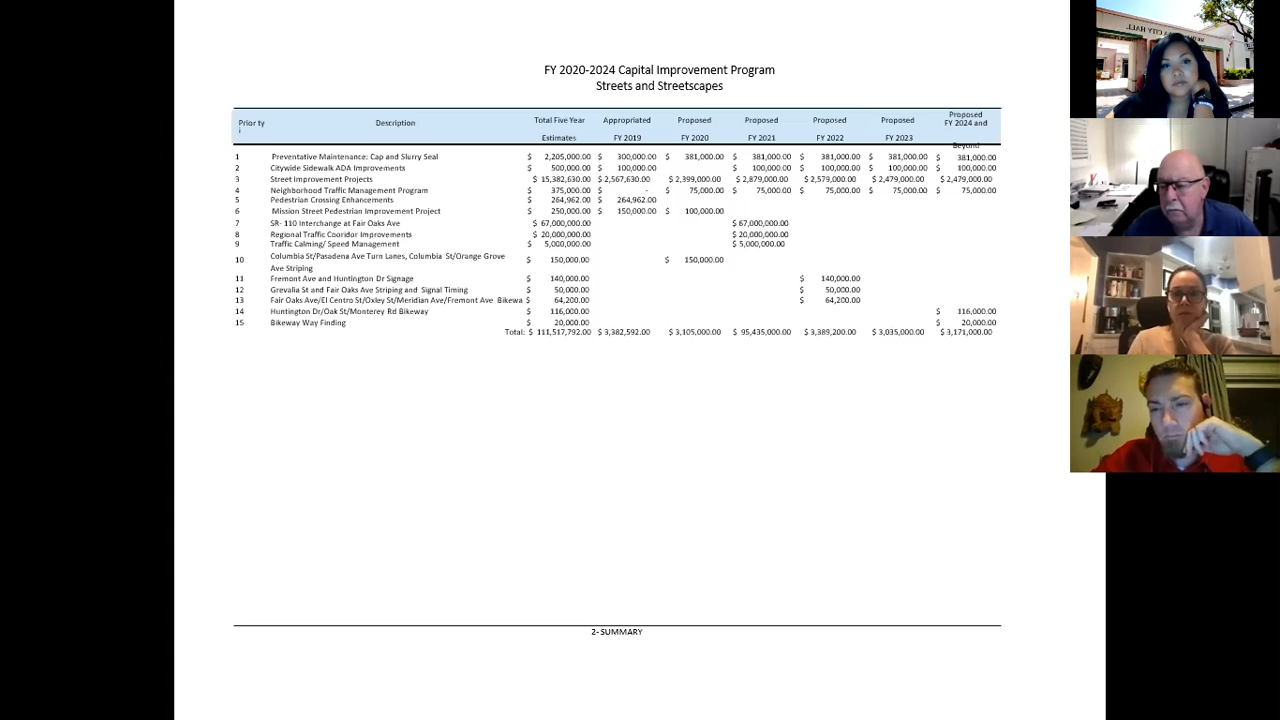 FY 2020-2024 Capital Improvement Program
Streets and Streetscapes
Prior ty
i
Description
Total Five Year Estimates
Appropriated FY 2019
Proposed FY 2020
Proposed FY 2021
Proposed FY 2022
Proposed FY 2023
Proposed FY 2024 and Beyond
1 Preventative Maintenance: Cap and Slurry Seal $ 2,205,000.00 $ 300,000.00 $ 381,000.00 $ 381,000.00 $ 381,000.00 $ 381,000.00 $ 381,000.00
2 Citywide Sidewalk ADA Improvements $ 500,000.00 $ 100,000.00 $ 100,000.00 $ 100,000.00 $ 100,000.00 $ 100,000.00
3 Street Improvement Projects $ 15,382,630.00 $ 2,567,630.00 $ 2,399,000.00 $ 2,879,000.00 $ 2,579,000.00 $ 2,479,000.00 $ 2,479,000.00
4 Neighborhood Traffic Management Program $ 375,000.00 $ - $ 75,000.00 $ 75,000.00 $ 75,000.00 $ 75,000.00 $ 75,000.00
5 Pedestrian Crossing Enhancements $ 264,962.00 $ 264,962.00
6 Mission Street Pedestrian Improvement Project $ 250,000.00 $ 150,000.00 $ 100,000.00
7 SR- 110 Interchange at Fair Oaks Ave $ 67,000,000.00 $ 67,000,000.00
8 Regional Traffic Cooridor Improvements $ 20,000,000.00 $ 20,000,000.00
9 Traffic Calming/ Speed Management $ 5,000,000.00 $ 5,000,000.00
10 Columbia St/Pasadena Ave Turn Lanes, Columbia St/Orange Grove Ave Striping $ 150,000.00 $ 150,000.00
11 Fremont Ave and Huntington Dr Signage $ 140,000.00 $ 140,000.00
12 Grevalia St and Fair Oaks Ave Striping and Signal Timing $ 50,000.00 $ 50,000.00
13 Fair Oaks Ave/El Centro St/Oxley St/Meridian Ave/Fremont Ave Bikewa $ 64,200.00 $ 64,200.00
14 Huntington Dr/Oak St/Monterey Rd Bikeway $ 116,000.00 $ 116,000.00
15 Bikeway Way Finding $ 20,000.00 $ 20,000.00
Total: $ 111,517,792.00 $ 3,382,592.00 $ 3,105,000.00 $ 95,435,000.00 $ 3,389,200.00 $ 3,035,000.00 $ 3,171,000.00
2- SUMMARY
CITY HALL